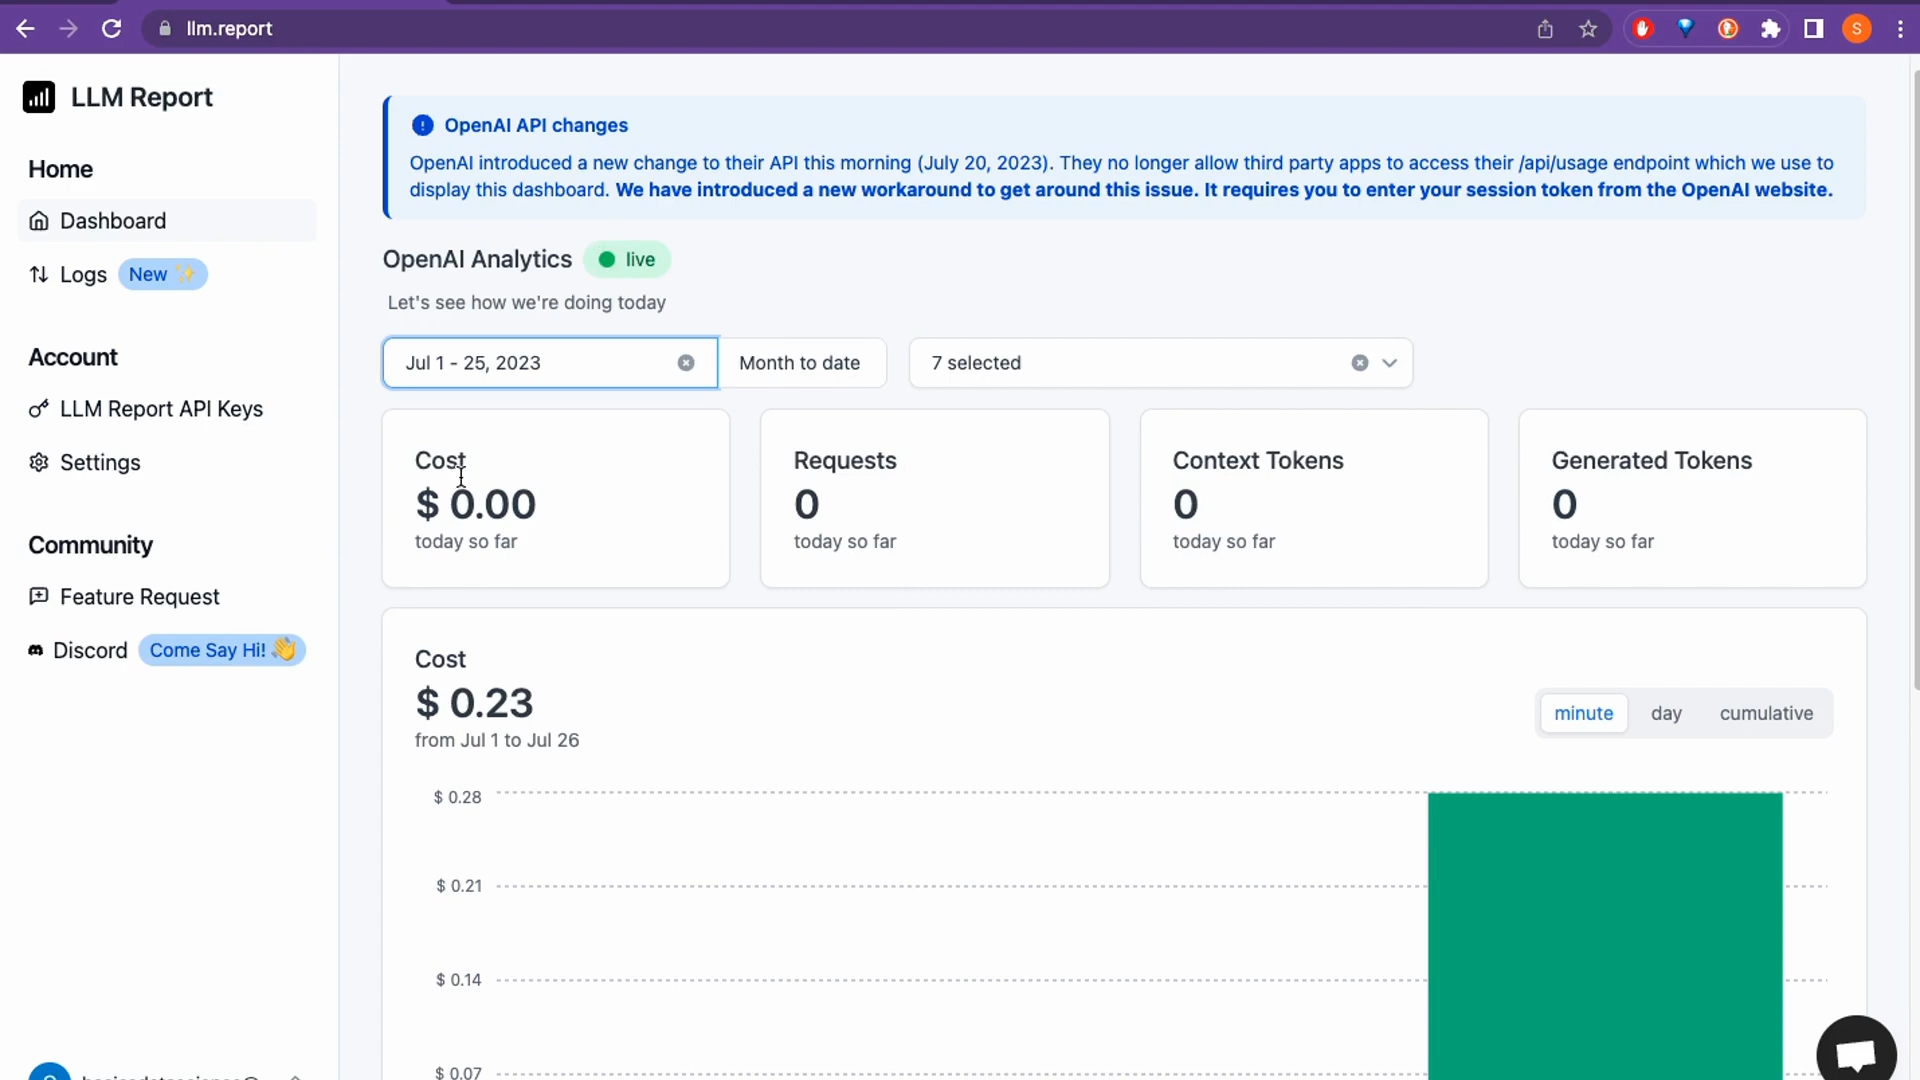 llm.report
S
LLM Report
Home
Dashboard
Logs New
Account
LLM Report API Keys
Settings
Community
Feature Request
Discord Come Say Hi!
OpenAI API changes
OpenAI introduced a new change to their API this morning (July 20, 2023). They no longer allow third party apps to access their /api/usage endpoint which we use to
display this dashboard. We have introduced a new workaround to get around this issue. It requires you to enter your session token from the OpenAI website.
OpenAI Analytics live
Let's see how we're doing today
Jul 1 - 25, 2023 Month to date 7 selected
Cost
$ 0.00
today so far
Requests
0
today so far
Context Tokens
0
today so far
Generated Tokens
0
today so far
Cost
$ 0.23
from Jul 1 to Jul 26
minute day cumulative
$ 0.28
$ 0.21
$ 0.14
$ 0.07